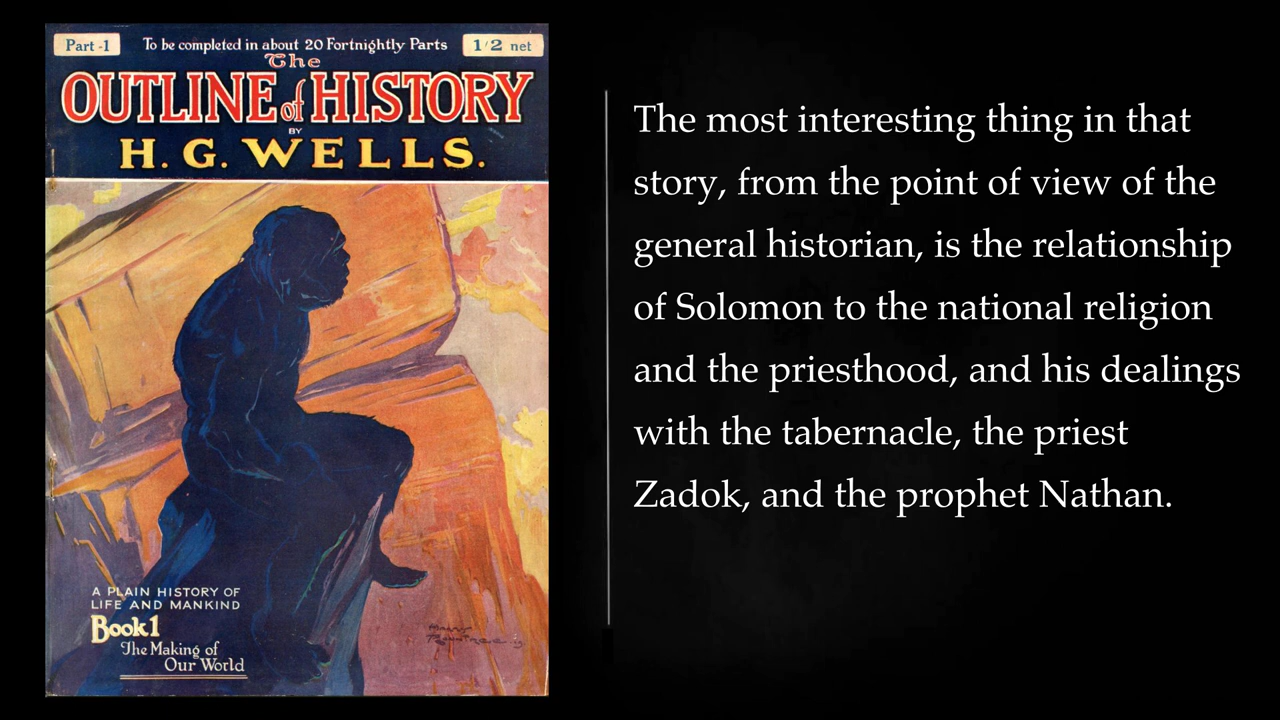 Part -1
To be completed in about 20 Fortnightly Parts
1/2 net
The
OUTLINE of HISTORY
BY
H. G. WELLS.
A PLAIN HISTORY OF
LIFE AND MANKIND
Book 1
The Making of
Our World
The most interesting thing in that
story, from the point of view of the
general historian, is the relationship
of Solomon to the national religion
and the priesthood, and his dealings
with the tabernacle, the priest
Zadok, and the prophet Nathan.